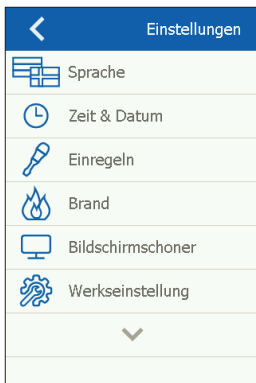 Einstellungen
Sprache
Zeit & Datum
Einregeln
Brand
Bildschirmschoner
Werkseinstellung